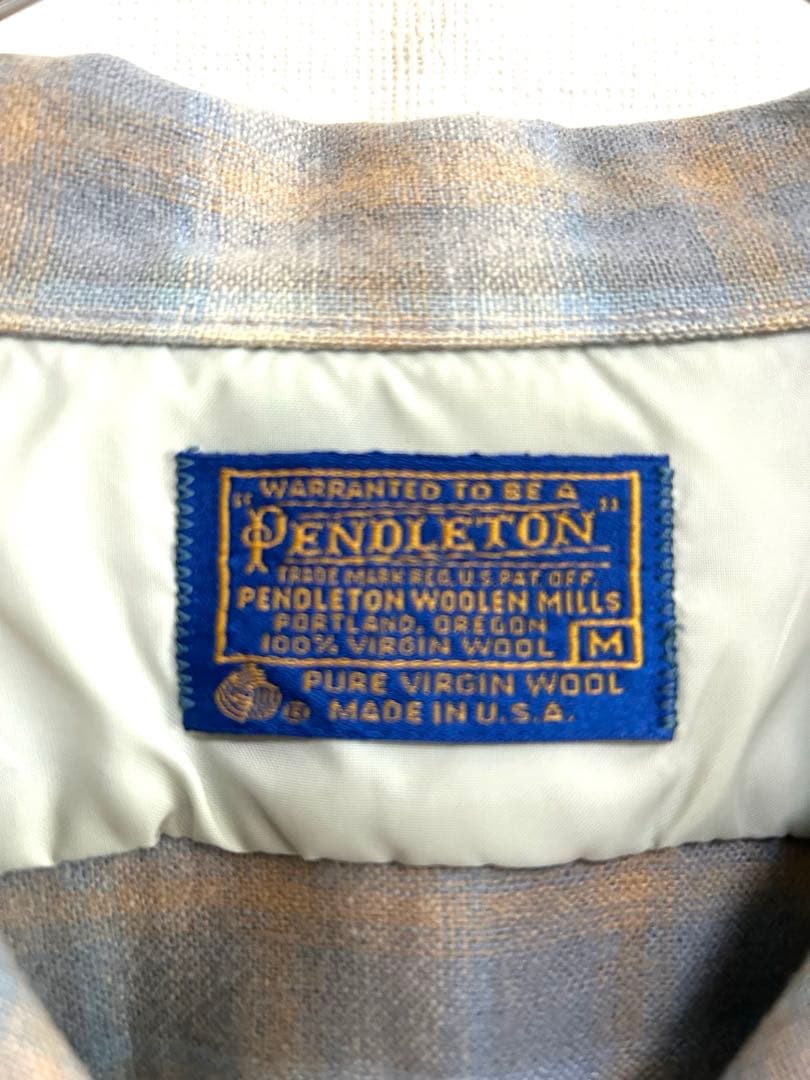 WARRANTED TO BE A
"PENDLETON"
TRADE MARK REG. U.S. PAT. OFF.
PENDLETON WOOLEN MILLS
PORTLAND, OREGON
100% VIRGIN WOOL M
PURE VIRGIN WOOL
® MADE IN U.S.A.